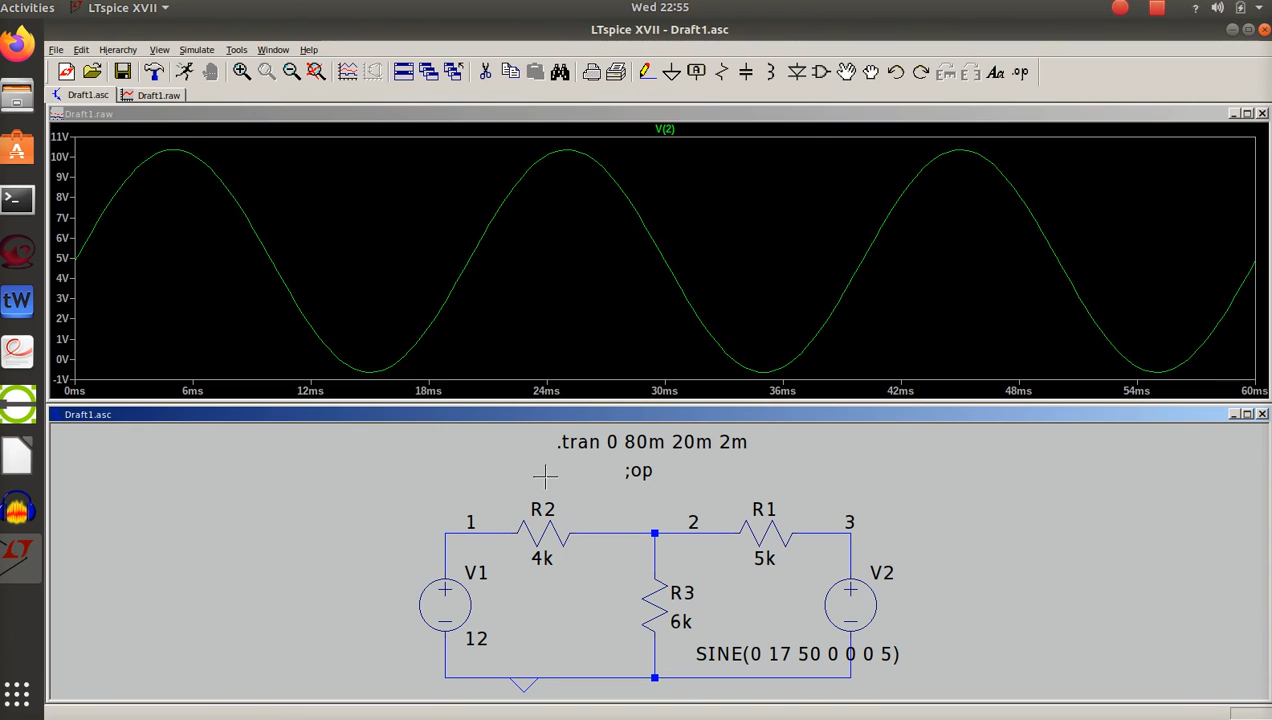 Activities LTspice XVII Wed 22:55 ?
LTspice XVII - Draft1.asc
File Edit Hierarchy View Simulate Tools Window Help
Aa .op
Draft1.asc Draft1.raw
Draft1.raw
V(2)
11V
10V
9V
8V
7V
6V
5V
4V
3V
2V
1V
0V
-1V
0ms 6ms 12ms 18ms 24ms 30ms 36ms 42ms 48ms 54ms 60ms
Draft1.asc
.tran 0 80m 20m 2m
;op
1 R2 2 R1 3
4k 5k
V1 V2
R3
6k
12
SINE(0 17 50 0 0 0 5)
tW